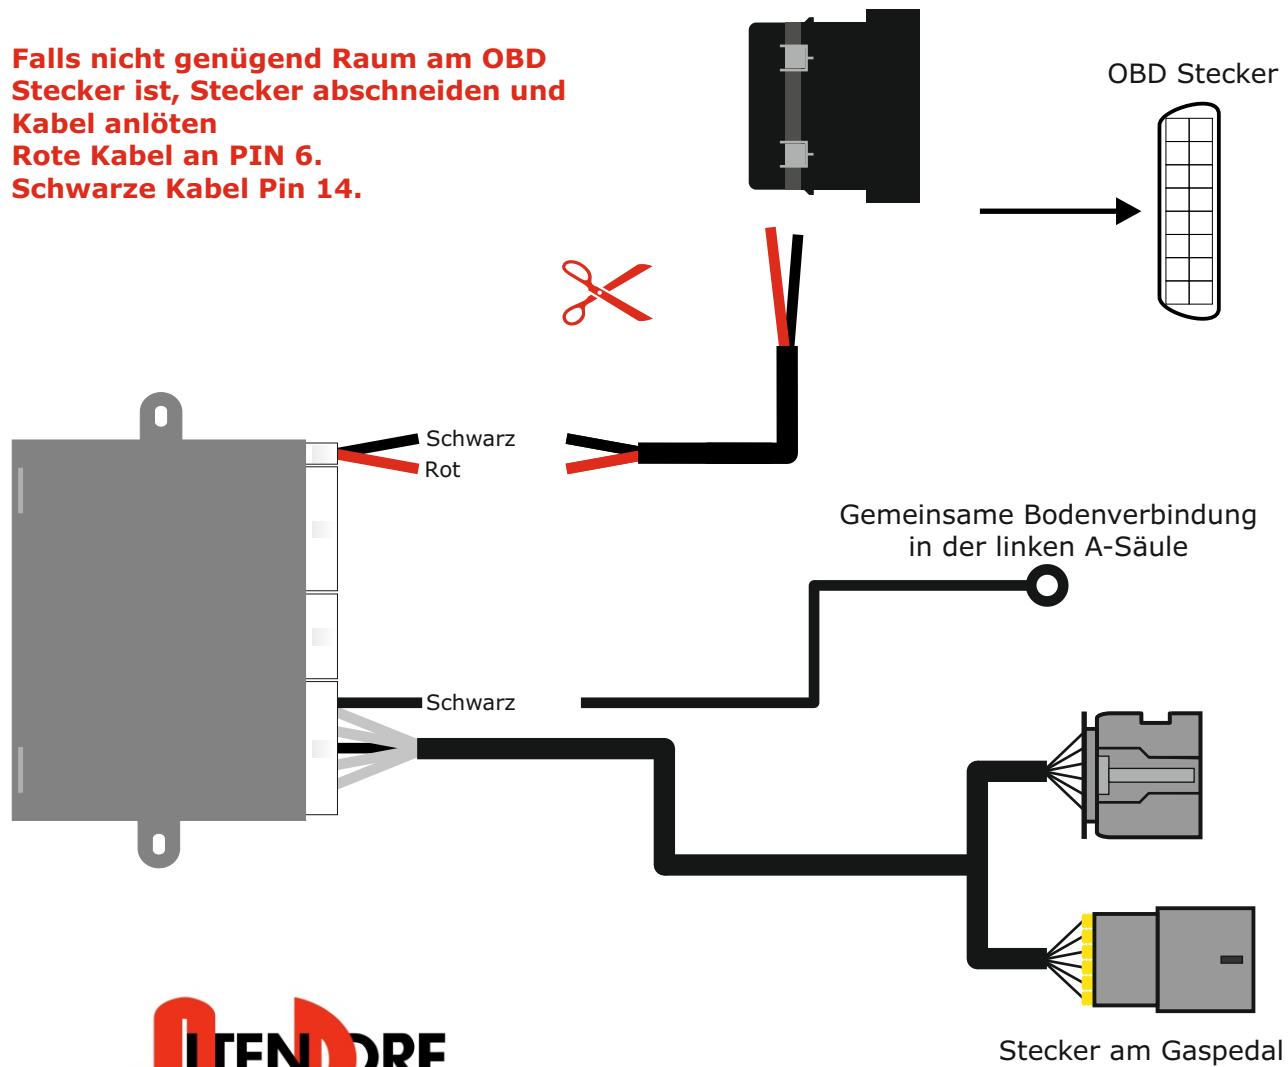 Falls nicht genügend Raum am OBD
Stecker ist, Stecker abschneiden und
Kabel anlöten
Rote Kabel an PIN 6.
Schwarze Kabel Pin 14.
OBD Stecker
Schwarz
Rot
Gemeinsame Bodenverbindung
in der linken A-Säule
Schwarz
Stecker am Gaspedal